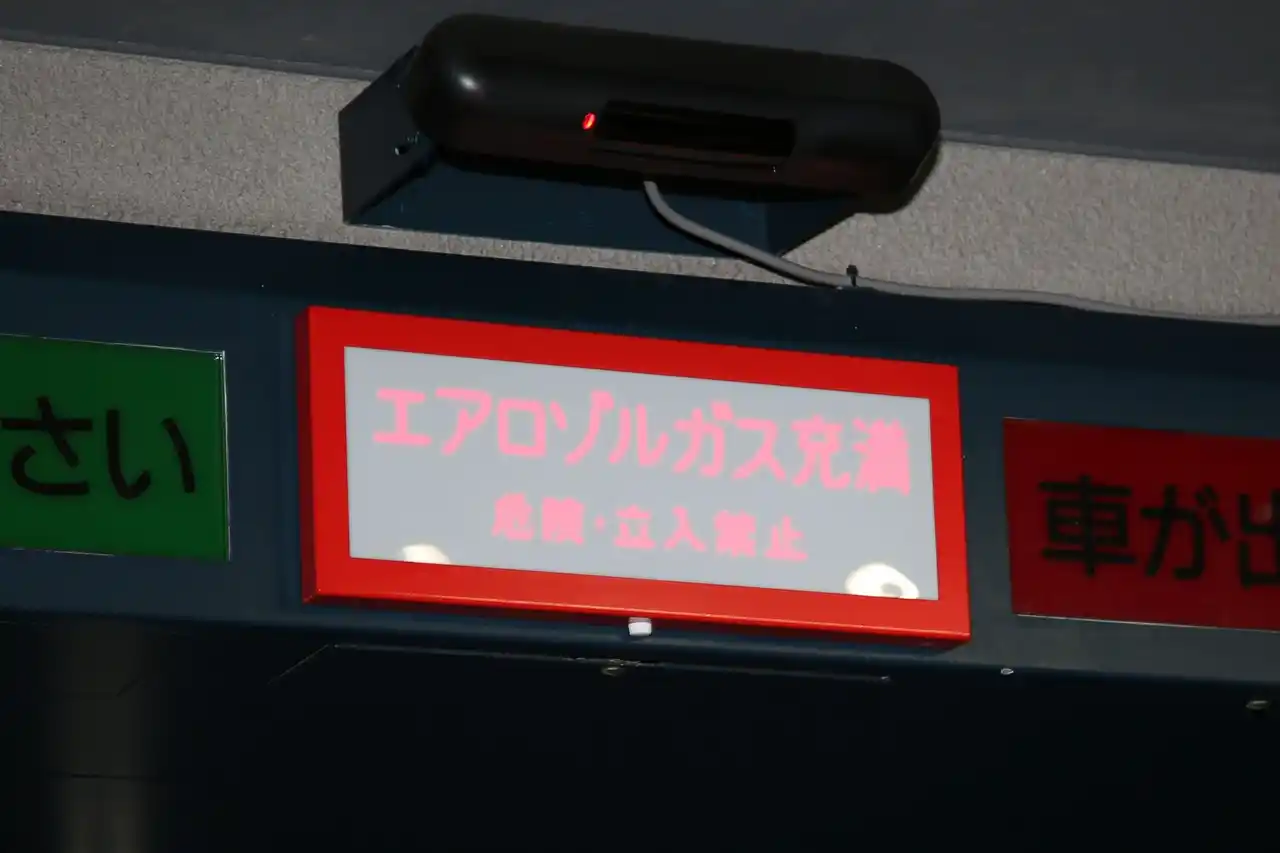 さい
エアロゾルガス充満
危険・立入禁止
車が出